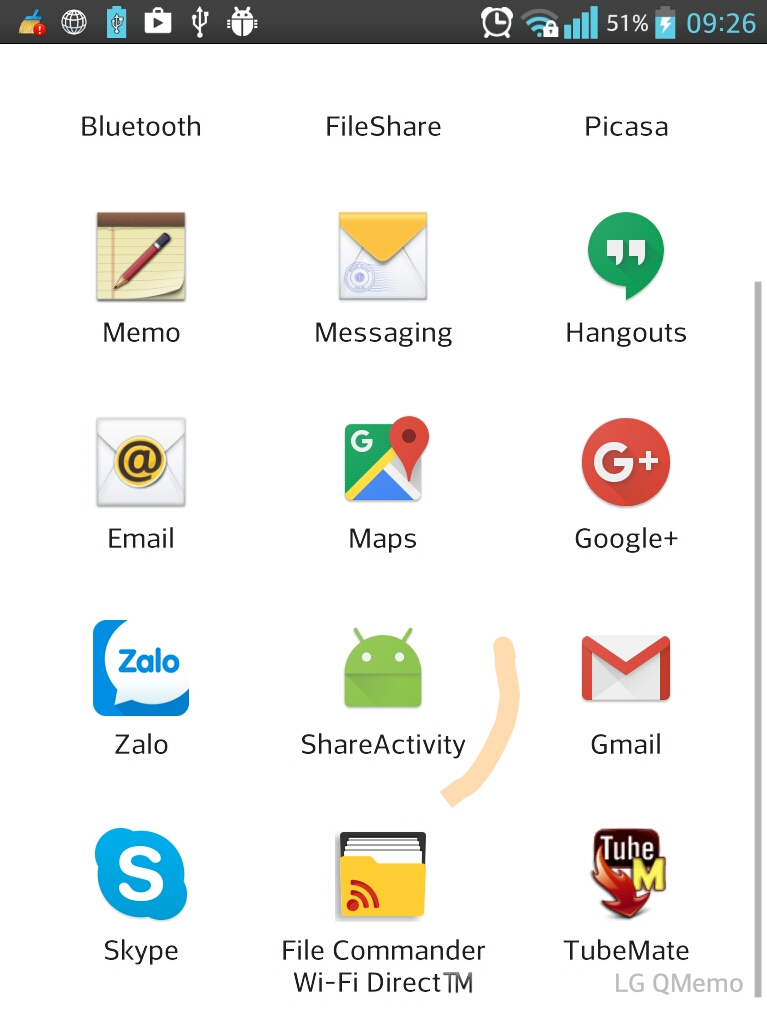 51% 09:26
Bluetooth FileShare Picasa
Memo Messaging Hangouts
G
@ G+
Email Maps Google+
Zalo
Zalo ShareActivity Gmail
S Tube
M
Skype File Commander TubeMate
Wi-Fi Direct™ LG QMemo